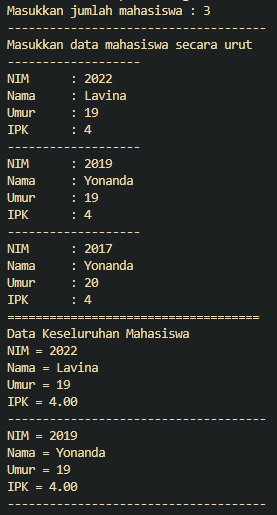 Masukkan jumlah mahasiswa : 3
-------------------------------------
Masukkan data mahasiswa secara urut
-------------------
NIM : 2022
Nama : Lavina
Umur : 19
IPK : 4
-------------------
NIM : 2019
Nama : Yonanda
Umur : 19
IPK : 4
-------------------
NIM : 2017
Nama : Yonanda
Umur : 20
IPK : 4
====================================
Data Keseluruhan Mahasiswa
NIM = 2022
Nama = Lavina
Umur = 19
IPK = 4.00
-------------------------------------
NIM = 2019
Nama = Yonanda
Umur = 19
IPK = 4.00
-------------------------------------